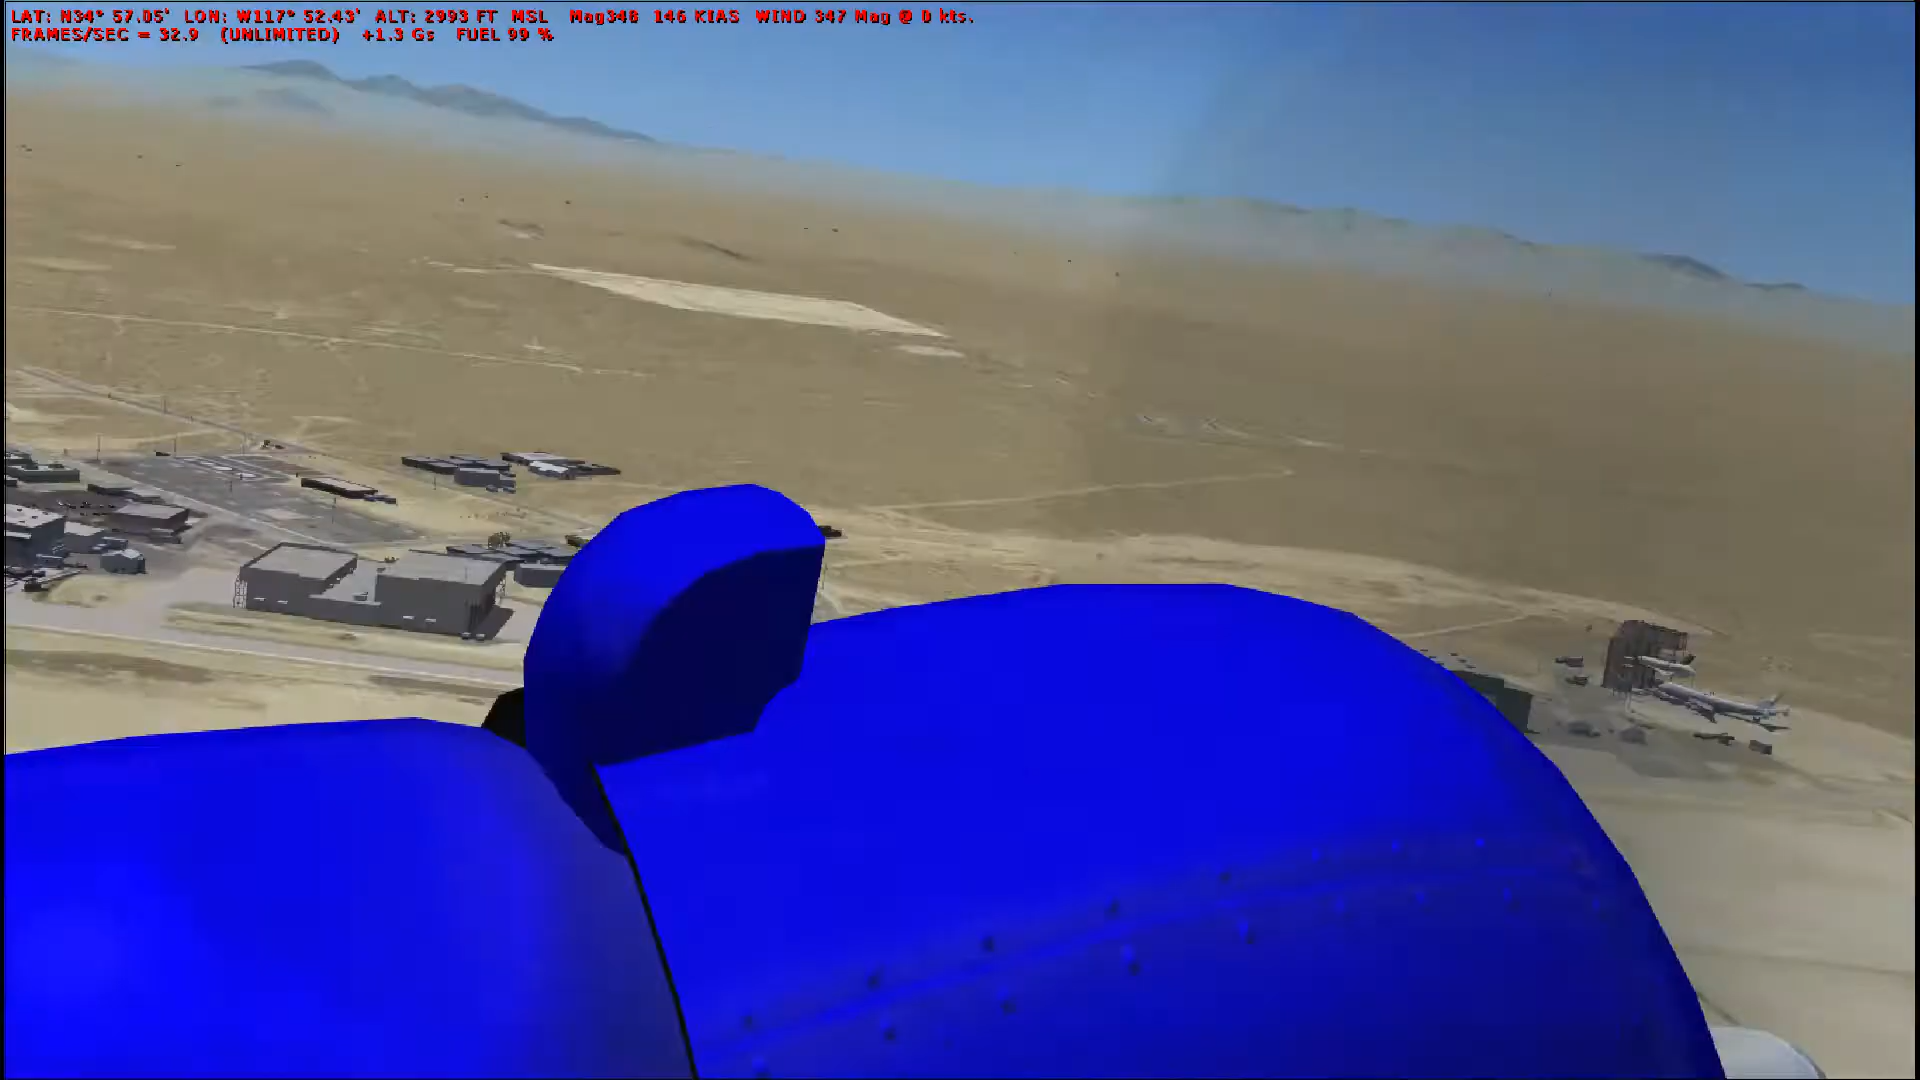 LAT: N34° 57.05' LON: W117° 52.43' ALT: 2993 FT MSL Mag348 146 KIAS WIND 347 Mag @ 0 kts.
FRAMES/SEC = 32.9 (UNLIMITED) +1.3 Gs FUEL 99 %